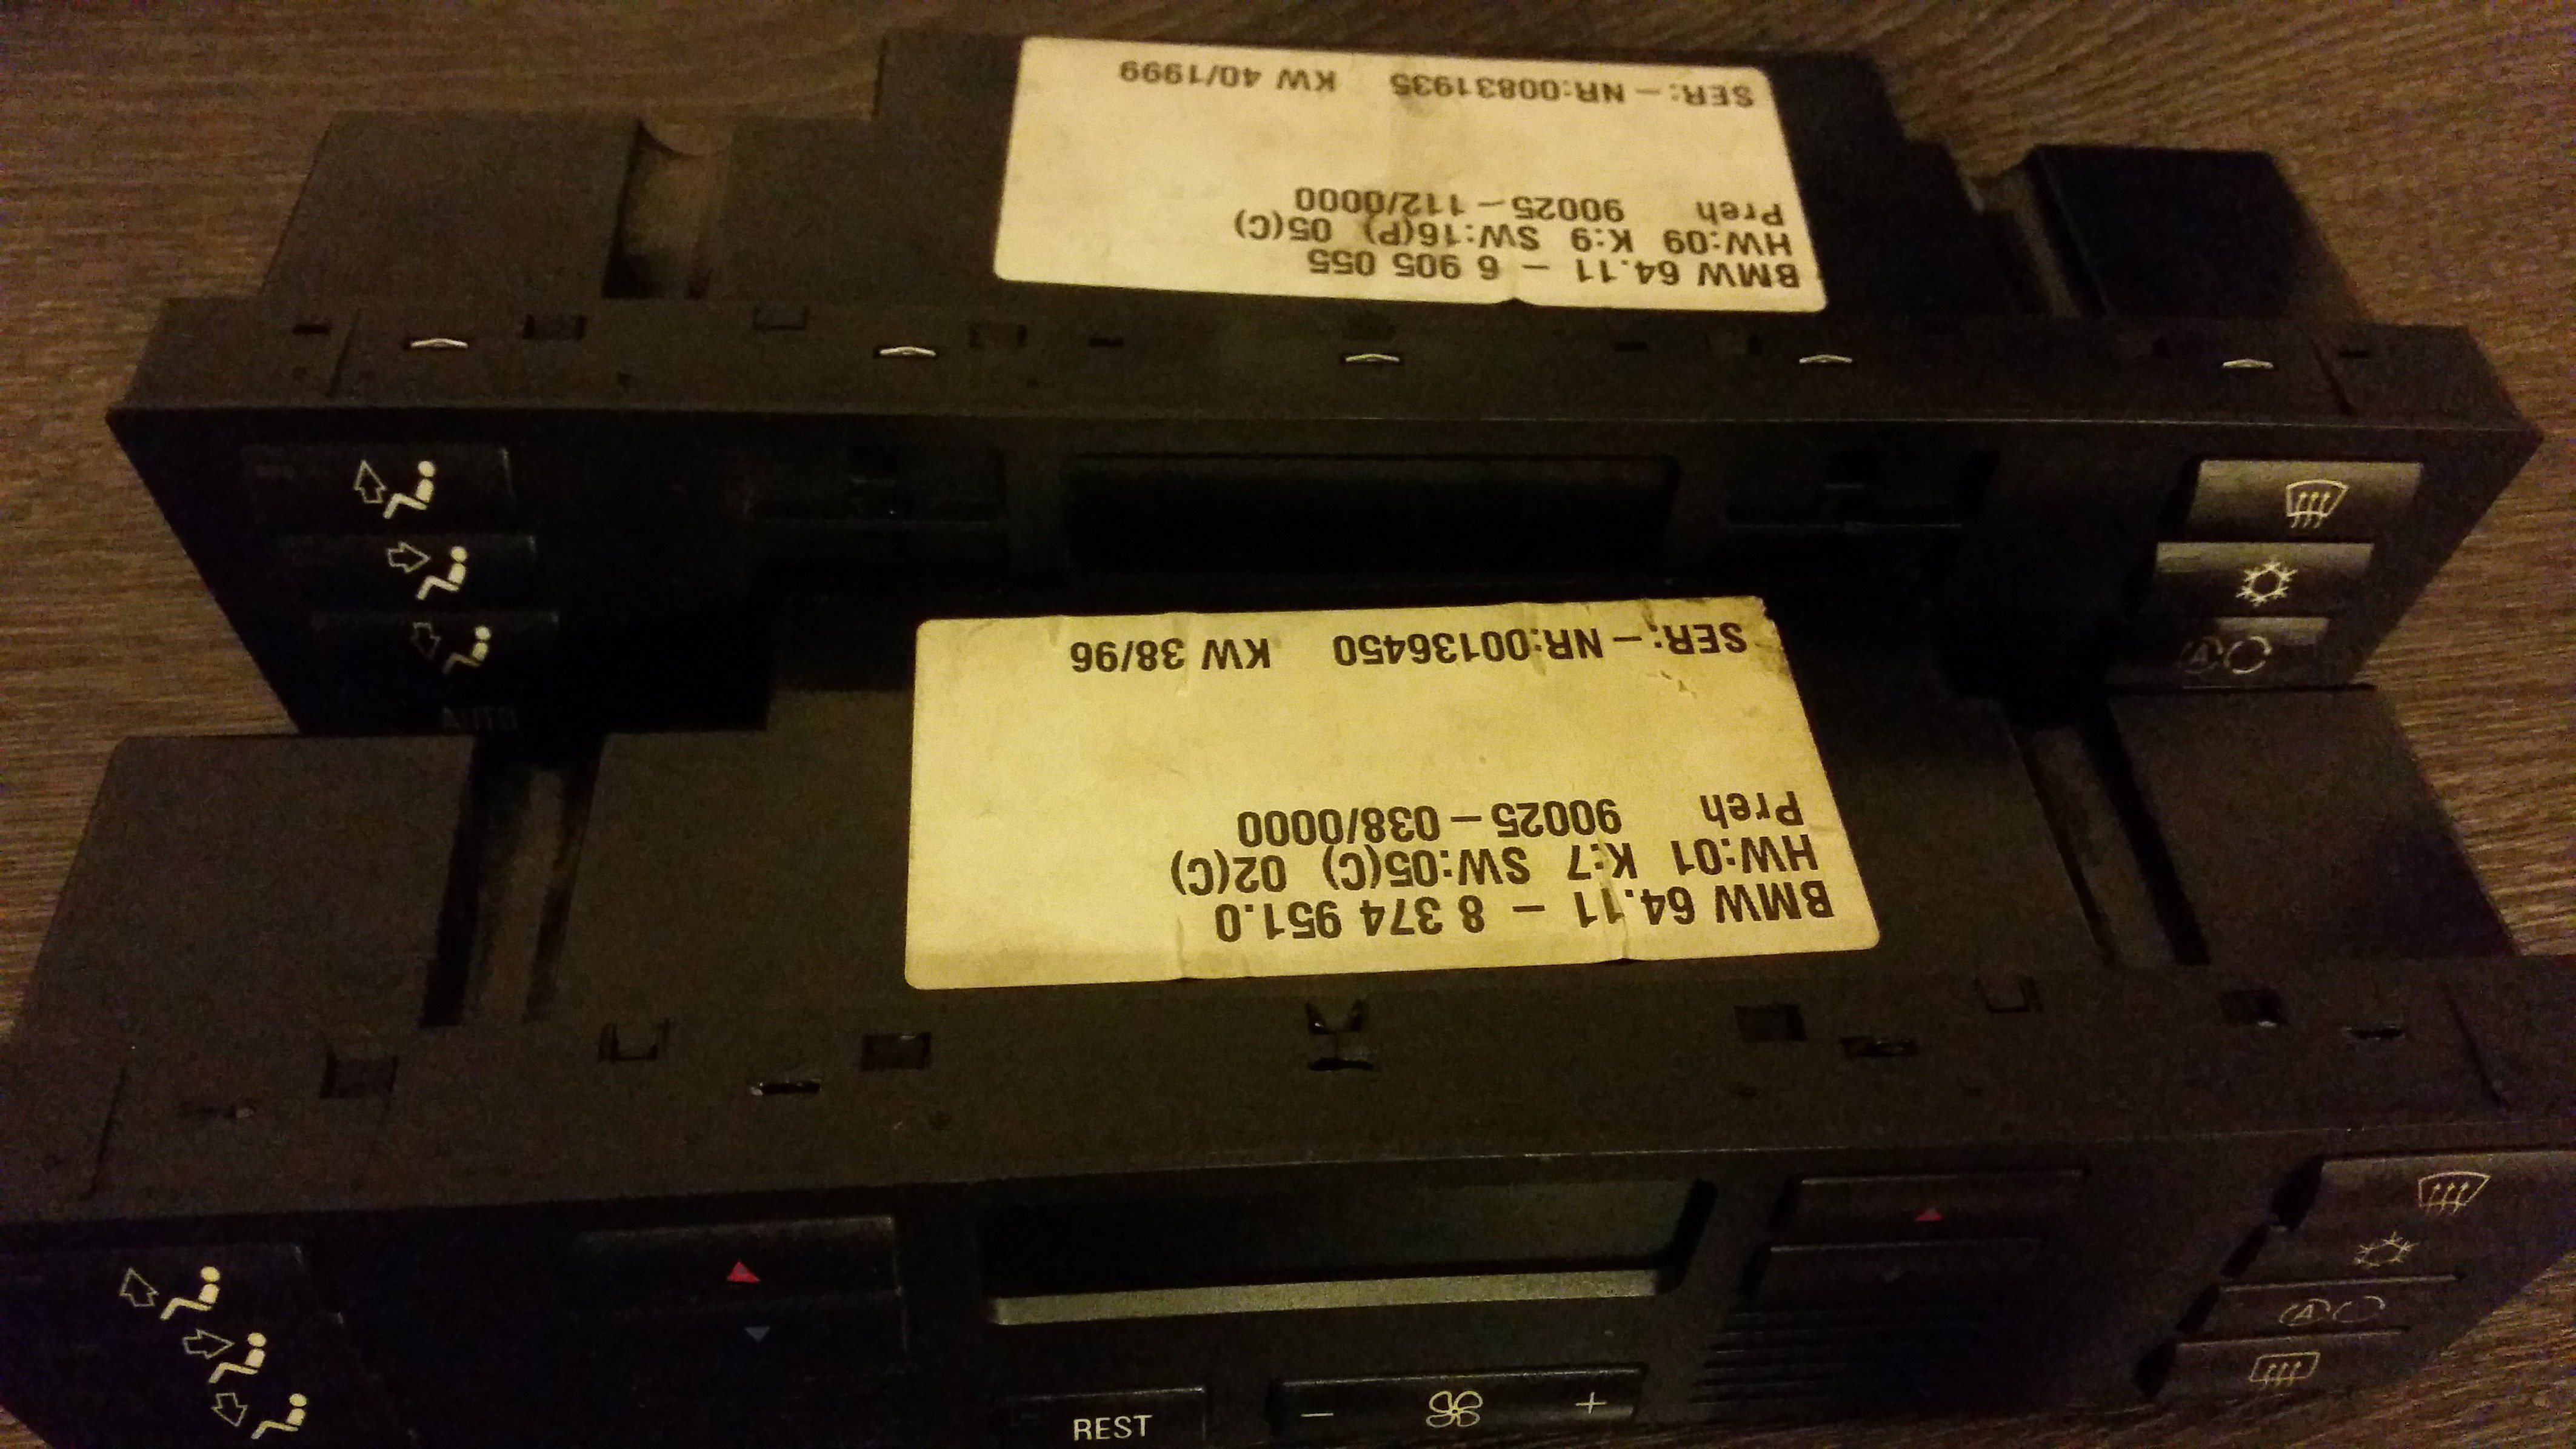 BMW 64.11 – 6 905 055
HW:09 K:9 SW:16(P) 05(C)
Preh 90025 – 112/0000
SER: – NR:00831935 KW 40/1999
AUTO
BMW 64.11 – 8 374 951.0
HW:01 K:7 SW:05(C) 02(C)
Preh 90025 – 038/0000
SER: – NR:00136450 KW 38/96
A
A
REST
– +